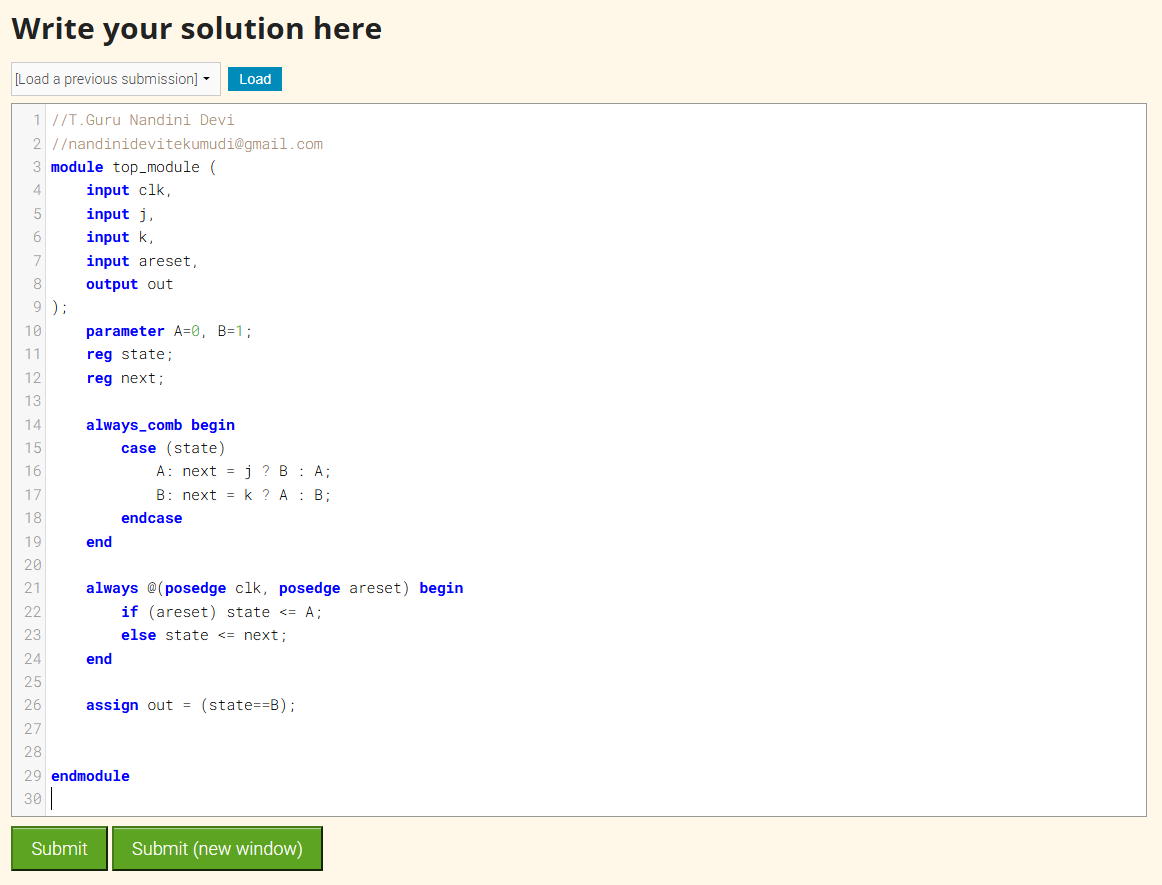 Write your solution here
[Load a previous submission] Load
1 //T.Guru Nandini Devi
2 //nandinidevitekumudi@gmail.com
3 module top_module (
4     input clk,
5     input j,
6     input k,
7     input areset,
8     output out
9 );
10     parameter A=0, B=1;
11     reg state;
12     reg next;
13
14     always_comb begin
15         case (state)
16             A: next = j ? B : A;
17             B: next = k ? A : B;
18         endcase
19     end
20
21     always @(posedge clk, posedge areset) begin
22         if (areset) state <= A;
23         else state <= next;
24     end
25
26     assign out = (state==B);
27
28
29 endmodule
30
Submit Submit (new window)